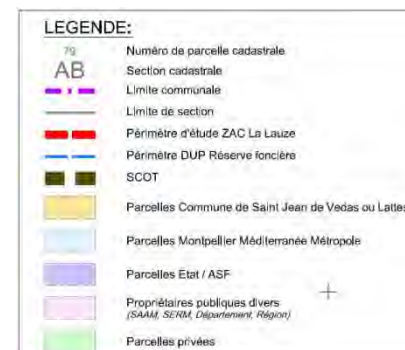 LEGENDE:
79
Numéro de parcelle cadastrale
AB
Section cadastrale
Limite communale
Limite de section
Périmètre d'étude ZAC La Lauze
Périmètre DUP Réserve foncière
SCOT
Parcelles Commune de Saint Jean de Vedas ou Lattes
Parcelles Montpellier Méditerranée Métropole
Parcelles Etat / ASF
Propriétaires publiques divers
(SAAM, SERM, Département, Région)
Parcelles privées